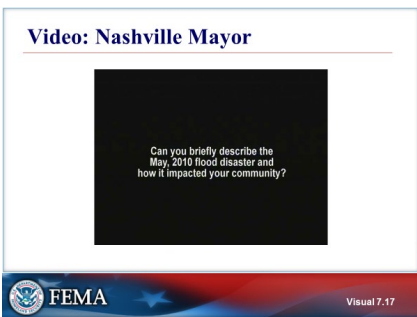 Video: Nashville Mayor
Can you briefly describe the
May, 2010 flood disaster and
how it impacted your community?
FEMA
Visual 7.17